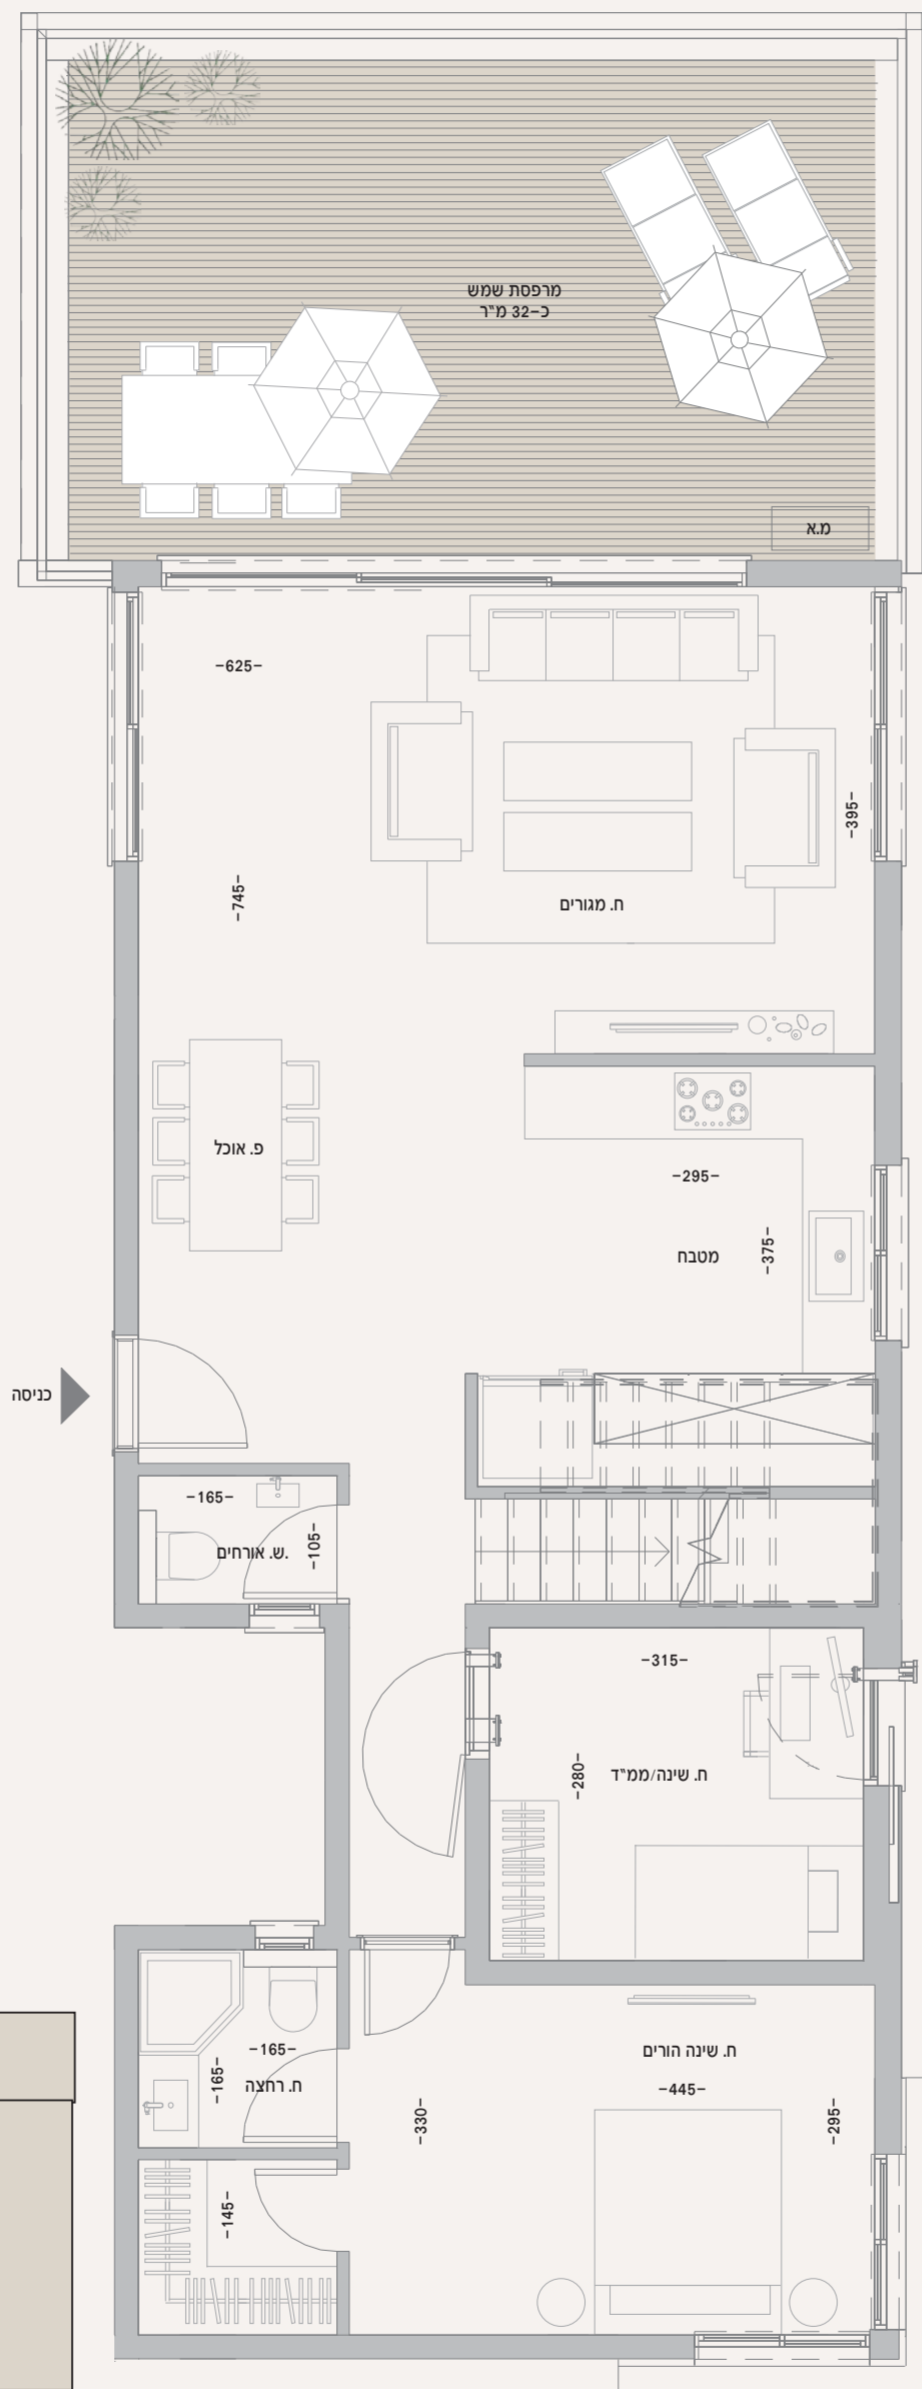 מרפסת שמש
כ-32 מ"ר
מ.א
-625-
-395-
-745-
ח. מגורים
פ. אוכל
-295-
-375-
מטבח
כניסה
-165-
-105-
ש. אורחים.
-315-
-280-
ח. שינה/ממ"ד
ח. שינה הורים
-445-
-165-
-165-
ח. רחצה
-330-
-295-
-145-